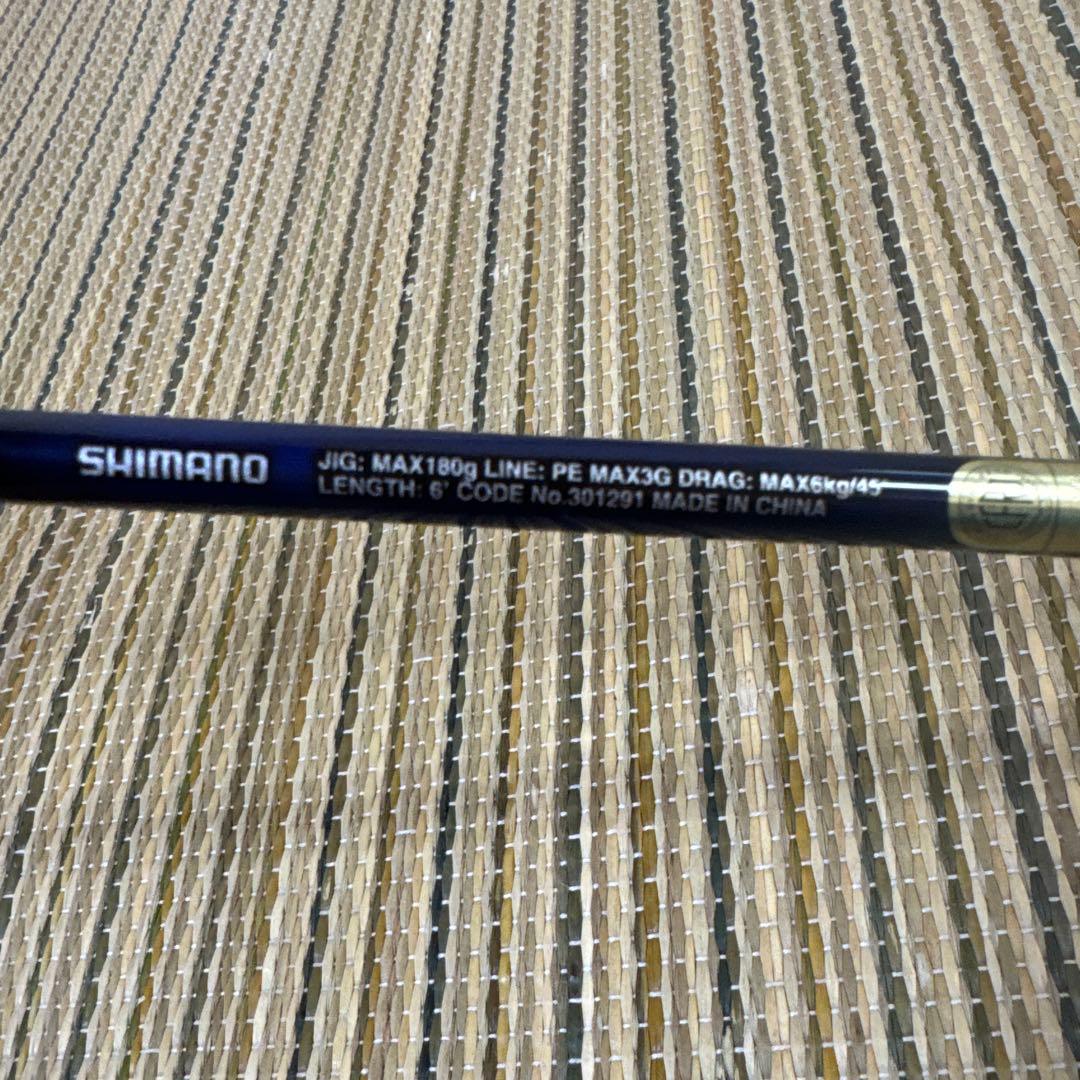 SHIMANO
JIG: MAX180g LINE: PE MAX3G DRAG: MAX6kg/45°
LENGTH: 6' CODE No.301291 MADE IN CHINA